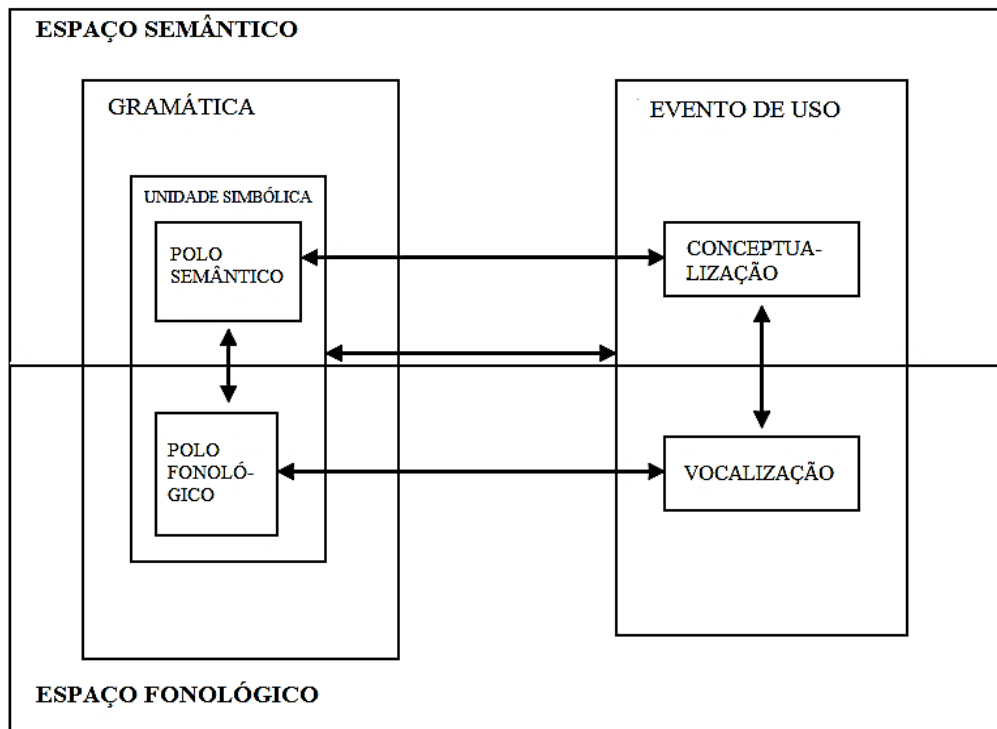 ESPAÇO SEMÂNTICO
GRAMÁTICA
EVENTO DE USO
UNIDADE SIMBÓLICA
POLO
SEMÂNTICO
CONCEPTUA-
LIZAÇÃO
POLO
FONOLÓ-
GICO
VOCALIZAÇÃO
ESPAÇO FONOLÓGICO